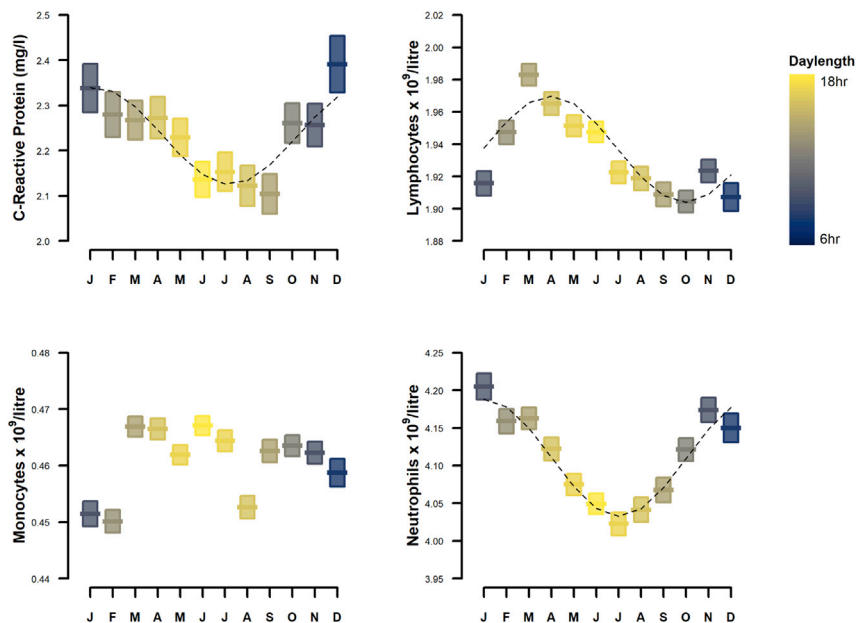 C-Reactive Protein (mg/l)
2.5
2.4
2.3
2.2
2.1
2.0
J F M A M J J A S O N D
Lymphocytes x 10⁹/litre
2.02
2.00
1.98
1.96
1.94
1.92
1.90
1.88
J F M A M J J A S O N D
Daylength
18hr
6hr
Monocytes x 10⁹/litre
0.48
0.47
0.46
0.45
0.44
J F M A M J J A S O N D
Neutrophils x 10⁹/litre
4.25
4.20
4.15
4.10
4.05
4.00
3.95
J F M A M J J A S O N D